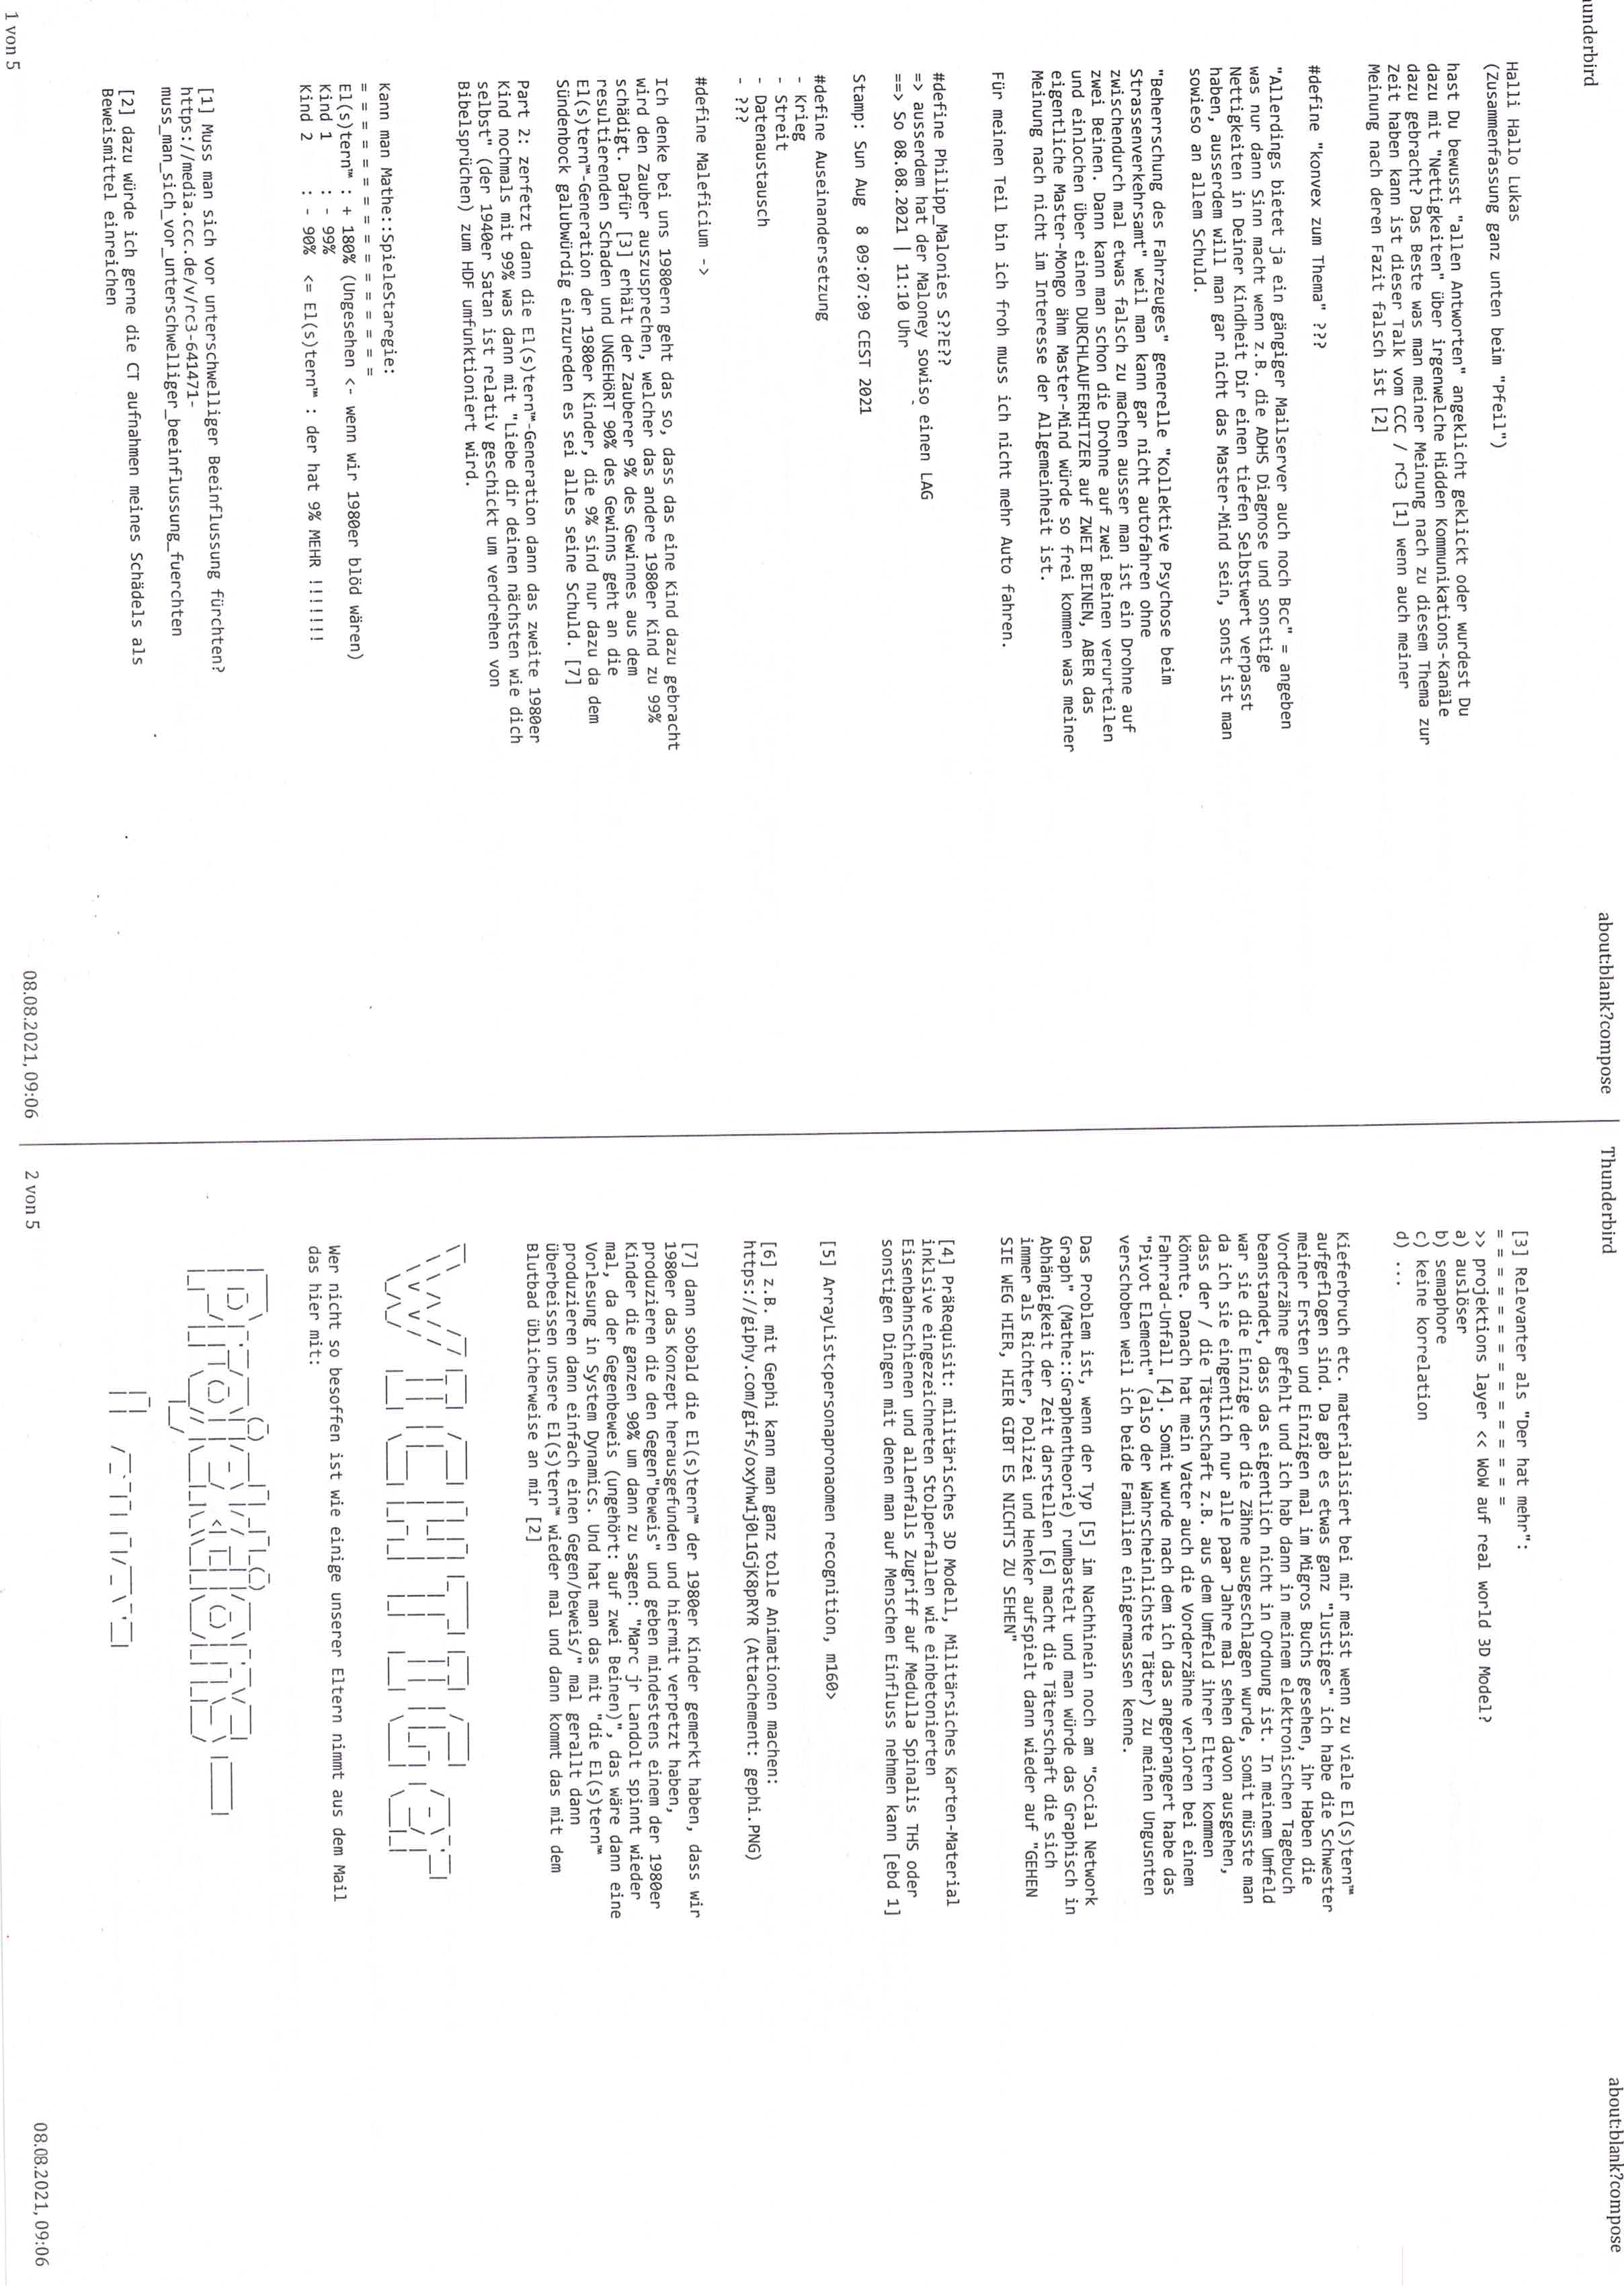 Thunderbird
about:blank?compose
Halli Hallo Lukas
(Zusammenfassung ganz unten beim "Pfeil")
hast Du bewusst "allen Antworten" angeklicht geklickt oder wurdest Du
dazu mit "Nettigkeiten" über irgenwelche Hidden Kommunikations-Kanäle
dazu gebracht? Das Beste was man meiner Meinung nach zu diesem Thema zur
Zeit haben kann ist dieser Talk vom CCC / rC3 [1] wenn auch meiner
Meinung nach deren Fazit falsch ist [2]
#define "konvex zum Thema" ???
"Allerdings bietet ja ein gängiger Mailserver auch noch Bcc" = angeben
was nur dann Sinn macht wenn z.B. die ADHS Diagnose und sonstige
Nettigkeiten in Deiner Kindheit Dir einen tiefen Selbstwert verpasst
haben, ausserdem will man gar nicht das Master-Mind sein, sonst ist man
sowieso an allem Schuld.
"Beherrschung des Fahrzeuges" generelle "Kollektive Psychose beim
Strassenverkehrsamt" weil man kann gar nicht autofahren ohne
zwischendurch mal etwas falsch zu machen ausser man ist ein Drohne auf
zwei Beinen. Dann kann man schon die Drohne auf zwei Beinen verurteilen
und einlochen über einen DURCHLAUFERHITZER auf ZWEI BEINEN, ABER das
eigentliche Master-Mongo ähm Master-Mind würde so frei kommen was meiner
Meinung nach nicht im Interesse der Allgemeinheit ist.
Für meinen Teil bin ich froh muss ich nicht mehr Auto fahren.
#define Philipp_Malonies S??E??
=> ausserdem hat der Maloney sowiso einen LAG
==> So 08.08.2021 | 11:10 Uhr
Stamp: Sun Aug  8 09:07:09 CEST 2021
#define Auseinandersetzung
- Krieg
- Streit
- Datenaustausch
- ???
#define Maleficium ->
Ich denke bei uns 1980ern geht das so, dass das eine Kind dazu gebracht
wird den Zauber auszusprechen, welcher das andere 1980er Kind zu 99%
schädigt. Dafür [3] erhält der Zauberer 9% des Gewinnes aus dem
resultierenden Schaden und UNGEHÖRT 90% des Gewinns geht an die
El(s)tern™-Generation der 1980er Kinder, die 9% sind nur dazu da dem
Sündenbock galubwürdig einzureden es sei alles seine Schuld. [7]
Part 2: zerfetzt dann die El(s)tern™-Generation dann das zweite 1980er
Kind nochmals mit 99% was dann mit "Liebe dir deinen nächsten wie dich
selbst" (der 1940er Satan ist relativ geschickt um verdrehen von
Bibelsprüchen) zum HDF umfunktioniert wird.
Kann man Mathe::SpieleStaregie:
= = = = = = = = = = = = = = = =
El(s)tern™ : + 180% (Ungesehen <- wenn wir 1980er blöd wären)
Kind 1     : - 99%
Kind 2     : - 90%  <= El(s)tern™ : der hat 9% MEHR !!!!!!!
[1] Muss man sich vor unterschwelliger Beeinflussung fürchten?
https://media.ccc.de/v/rc3-641471-
muss_man_sich_vor_unterschwelliger_beeinflussung_fuerchten
[2] dazu würde ich gerne die CT aufnahmen meines Schädels als
Beweismittel einreichen
1 von 5
08.08.2021, 09:06
Thunderbird
about:blank?compose
[3] Relevanter als "Der hat mehr":
= = = = = = = = = = = = = = = =
>> projektions layer << WoW auf real world 3D Model?
a) auslöser
b) semaphore
c) keine korrelation
d) ...
Kieferbruch etc. materialisiert bei mir meist wenn zu viele El(s)tern™
aufgeflogen sind. Da gab es etwas ganz "lustiges" ich habe die Schwester
meiner Ersten und Einzigen mal im Migros Buchs gesehen, ihr Haben die
Vorderzähne gefehlt und ich hab dann in meinem elektronischen Tagebuch
beanstandet, dass das eigentlich nicht in Ordnung ist. In meinem Umfeld
war sie die Einzige der die Zähne ausgeschlagen wurde, somit müsste man
da ich sie eingentlich nur alle paar Jahre mal sehen davon ausgehen,
dass der / die Täterschaft z.B. aus dem Umfeld ihrer Eltern kommen
könnte. Danach hat mein Vater auch die Vorderzähne verloren bei einem
Fahrrad-Unfall [4]. Somit wurde nach dem ich das angeprangert habe das
"Pivot Element" (also der Wahrscheinlichste Täter) zu meinen Ungusnten
verschoben weil ich beide Familien einigermassen kenne.
Das Problem ist, wenn der Typ [5] im Nachhinein noch am "Social Network
Graph" (Mathe::Graphentheorie) rumbastelt und man würde das Graphisch in
Abhängigkeit der Zeit darstellen [6] macht die Täterschaft die sich
immer als Richter, Polizei und Henker aufspielt dann wieder auf "GEHEN
SIE WEG HIER, HIER GIBT ES NICHTS ZU SEHEN"
[4] PräRequisit: militärisches 3D Modell, Militärsiches Karten-Material
inklsive eingezeichneten Stolperfallen wie einbetonierten
Eisenbahnschienen und allenfalls Zugriff auf Medulla Spinalis THS oder
sonstigen Dingen mit denen man auf Menschen Einfluss nehmen kann [ebd 1]
[5] ArrayList<personapronaomen recognition, m160>
[6] z.B. mit Gephi kann man ganz tolle Animationen machen:
https://giphy.com/gifs/oxyhw1j0L1GjK8pRYR (Attachement: gephi.PNG)
[7] dann sobald die El(s)tern™ der 1980er Kinder gemerkt haben, dass wir
1980er das Konzept herausgefunden und hiermit verpetzt haben,
produzieren die den Gegen"beweis" und geben mindestens einem der 1980er
Kinder die ganzen 90% um dann zu sagen: "Marc jr Landolt spinnt wieder
mal, da der Gegenbeweis (ungehört: auf zwei Beinen)", das wäre dann eine
Vorlesung in System Dynamics. Und hat man das mit "die El(s)tern™
produzieren dann einfach einen Gegen/beweis/" mal gerallt dann
überbeissen unsere El(s)tern™ wieder mal und dann kommt das mit dem
Blutbad üblicherweise an mir [2]
WICHTIGer
Wer nicht so besoffen ist wie einige unserer Eltern nimmt aus dem Mail
das hier mit:
Projektions-
2 von 5
08.08.2021, 09:06